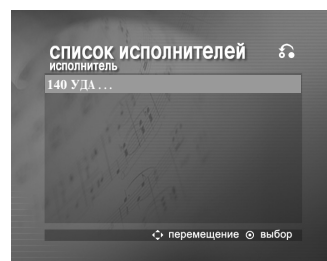 список исполнителей
исполнитель
140 УДА . . .
перемещение выбор